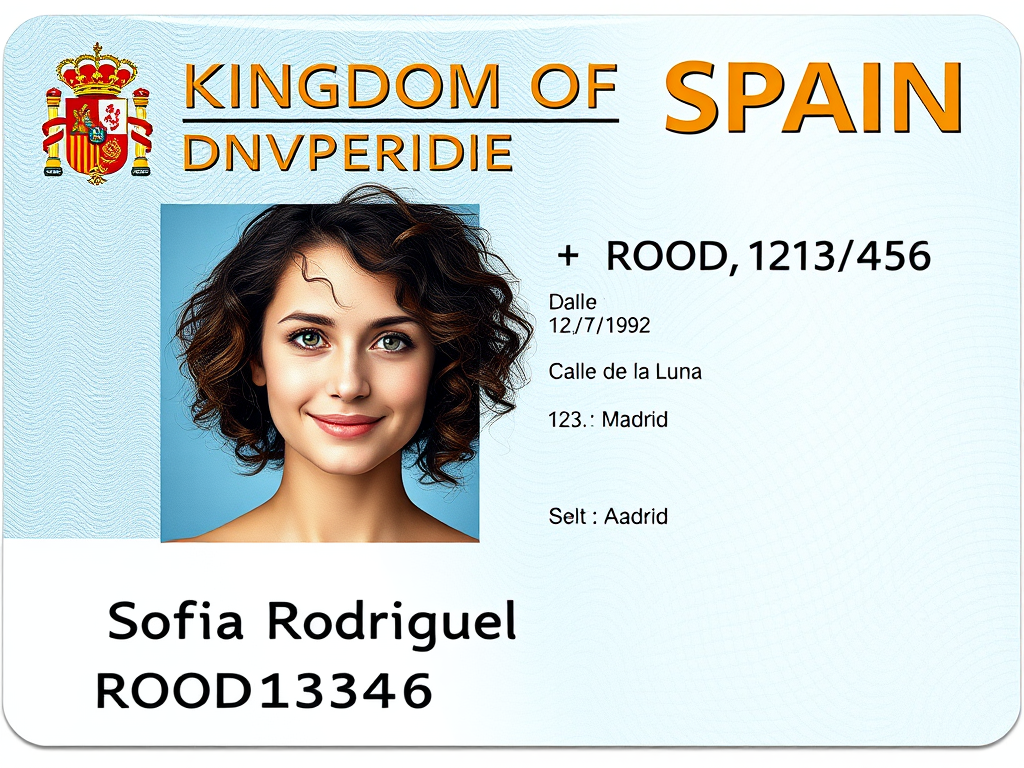 KINGDOM OF SPAIN
DNVPERIDIE
+ ROOD, 1213/456
Dalle
12./7/1992
Calle de la Luna
123.: Madrid
Selt : Aadrid
Sofia Rodriguel
ROOD13346